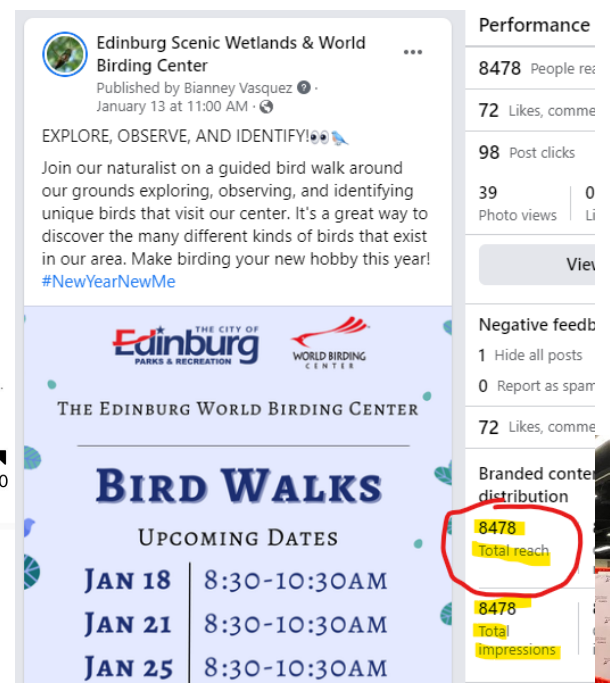 Edinburg Scenic Wetlands & World
Birding Center
Published by Bianney Vasquez ·
January 13 at 11:00 AM ·
EXPLORE, OBSERVE, AND IDENTIFY!👀🐦
Join our naturalist on a guided bird walk around
our grounds exploring, observing, and identifying
unique birds that visit our center. It's a great way to
discover the many different kinds of birds that exist
in our area. Make birding your new hobby this year!
#NewYearNewMe
THE CITY OF
Edinburg
PARKS & RECREATION
WORLD BIRDING
CENTER
THE EDINBURG WORLD BIRDING CENTER
BIRD WALKS
UPCOMING DATES
JAN 18 8:30-10:30AM
JAN 21 8:30-10:30AM
JAN 25 8:30-10:30AM
Performance
8478 People
72 Likes,
98 Post clicks
39
Photo views
0
Negative
1 Hide all posts
0 Report as spam
72 Likes,
Branded
distribution
8478
Total reach
8478
Total
impressions
0